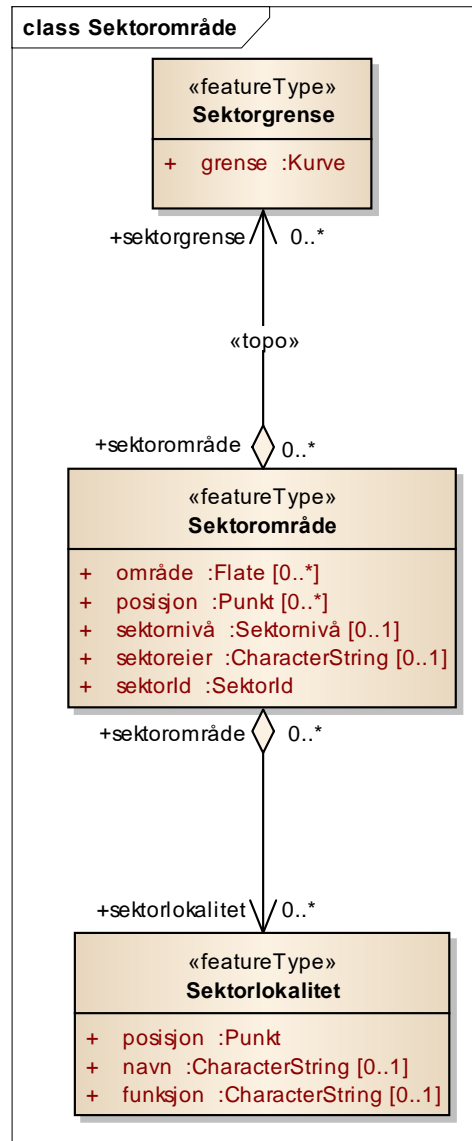 class Sektorområde
«featureType»
Sektorgrense
+ grense :Kurve
+sektorgrense 0..*
«topo»
+sektorområde 0..*
«featureType»
Sektorområde
+ område :Flate [0..*]
+ posisjon :Punkt [0..*]
+ sektornivå :Sektornivå [0..1]
+ sektoreier :CharacterString [0..1]
+ sektorId :SektorId
+sektorområde 0..*
+sektorlokalitet 0..*
«featureType»
Sektorlokalitet
+ posisjon :Punkt
+ navn :CharacterString [0..1]
+ funksjon :CharacterString [0..1]